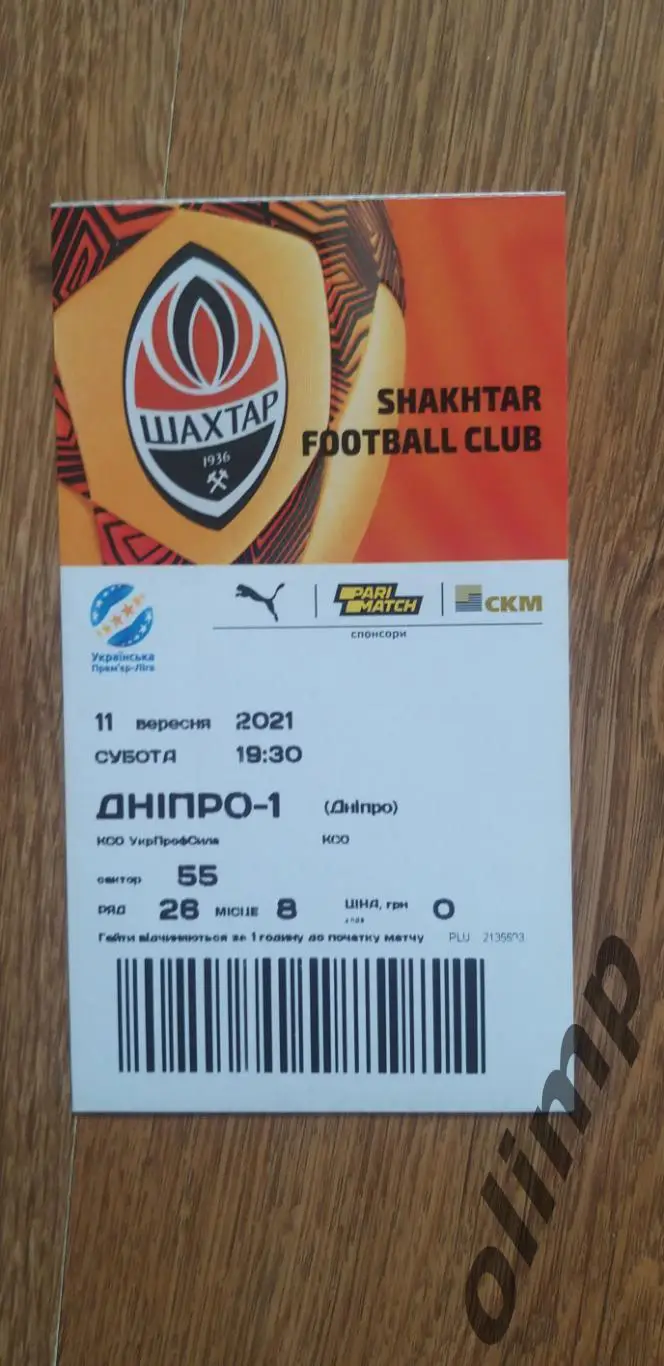 ШАХТАР
1936
SHAKHTAR
FOOTBALL CLUB
PARI
MATCH
СКМ
спонсори
Українська
Прем'єр-Ліга
11 вересня 2021
СУБОТА 19:30
ДНІПРО-1 (Дніпро)
КСО УкрПрофСила КСО
сектор 55
РЯД 26 МІСЦЕ 8 ЦІНА, грн 0
Гейти відчиняються за 1 годину до початку матчу PLU
olimp